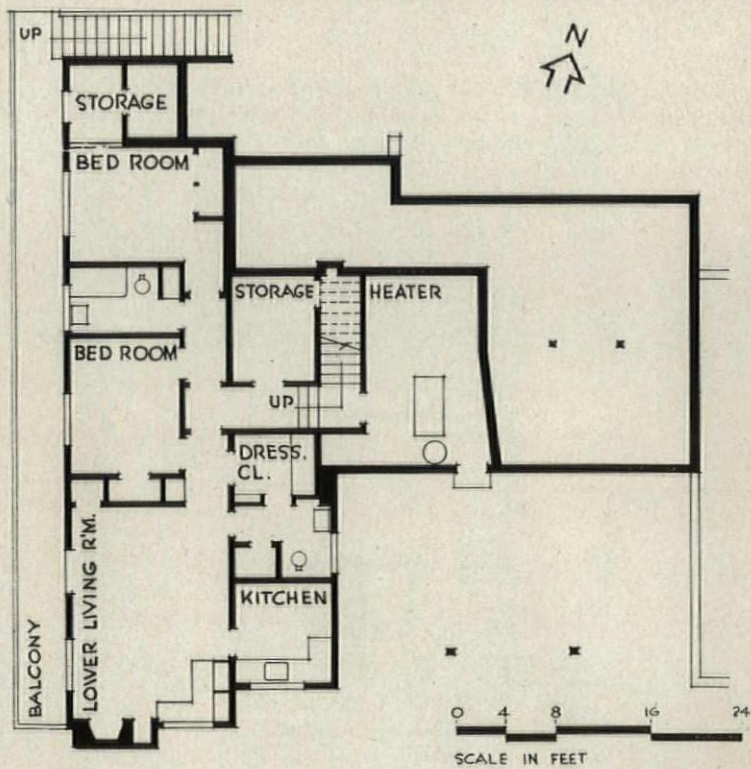 UP
N
STORAGE
BED ROOM
STORAGE
HEATER
BED ROOM
UP
DRESS.
CL.
LOWER LIVING R'M.
KITCHEN
BALCONY
0 4 8 16 24
SCALE IN FEET